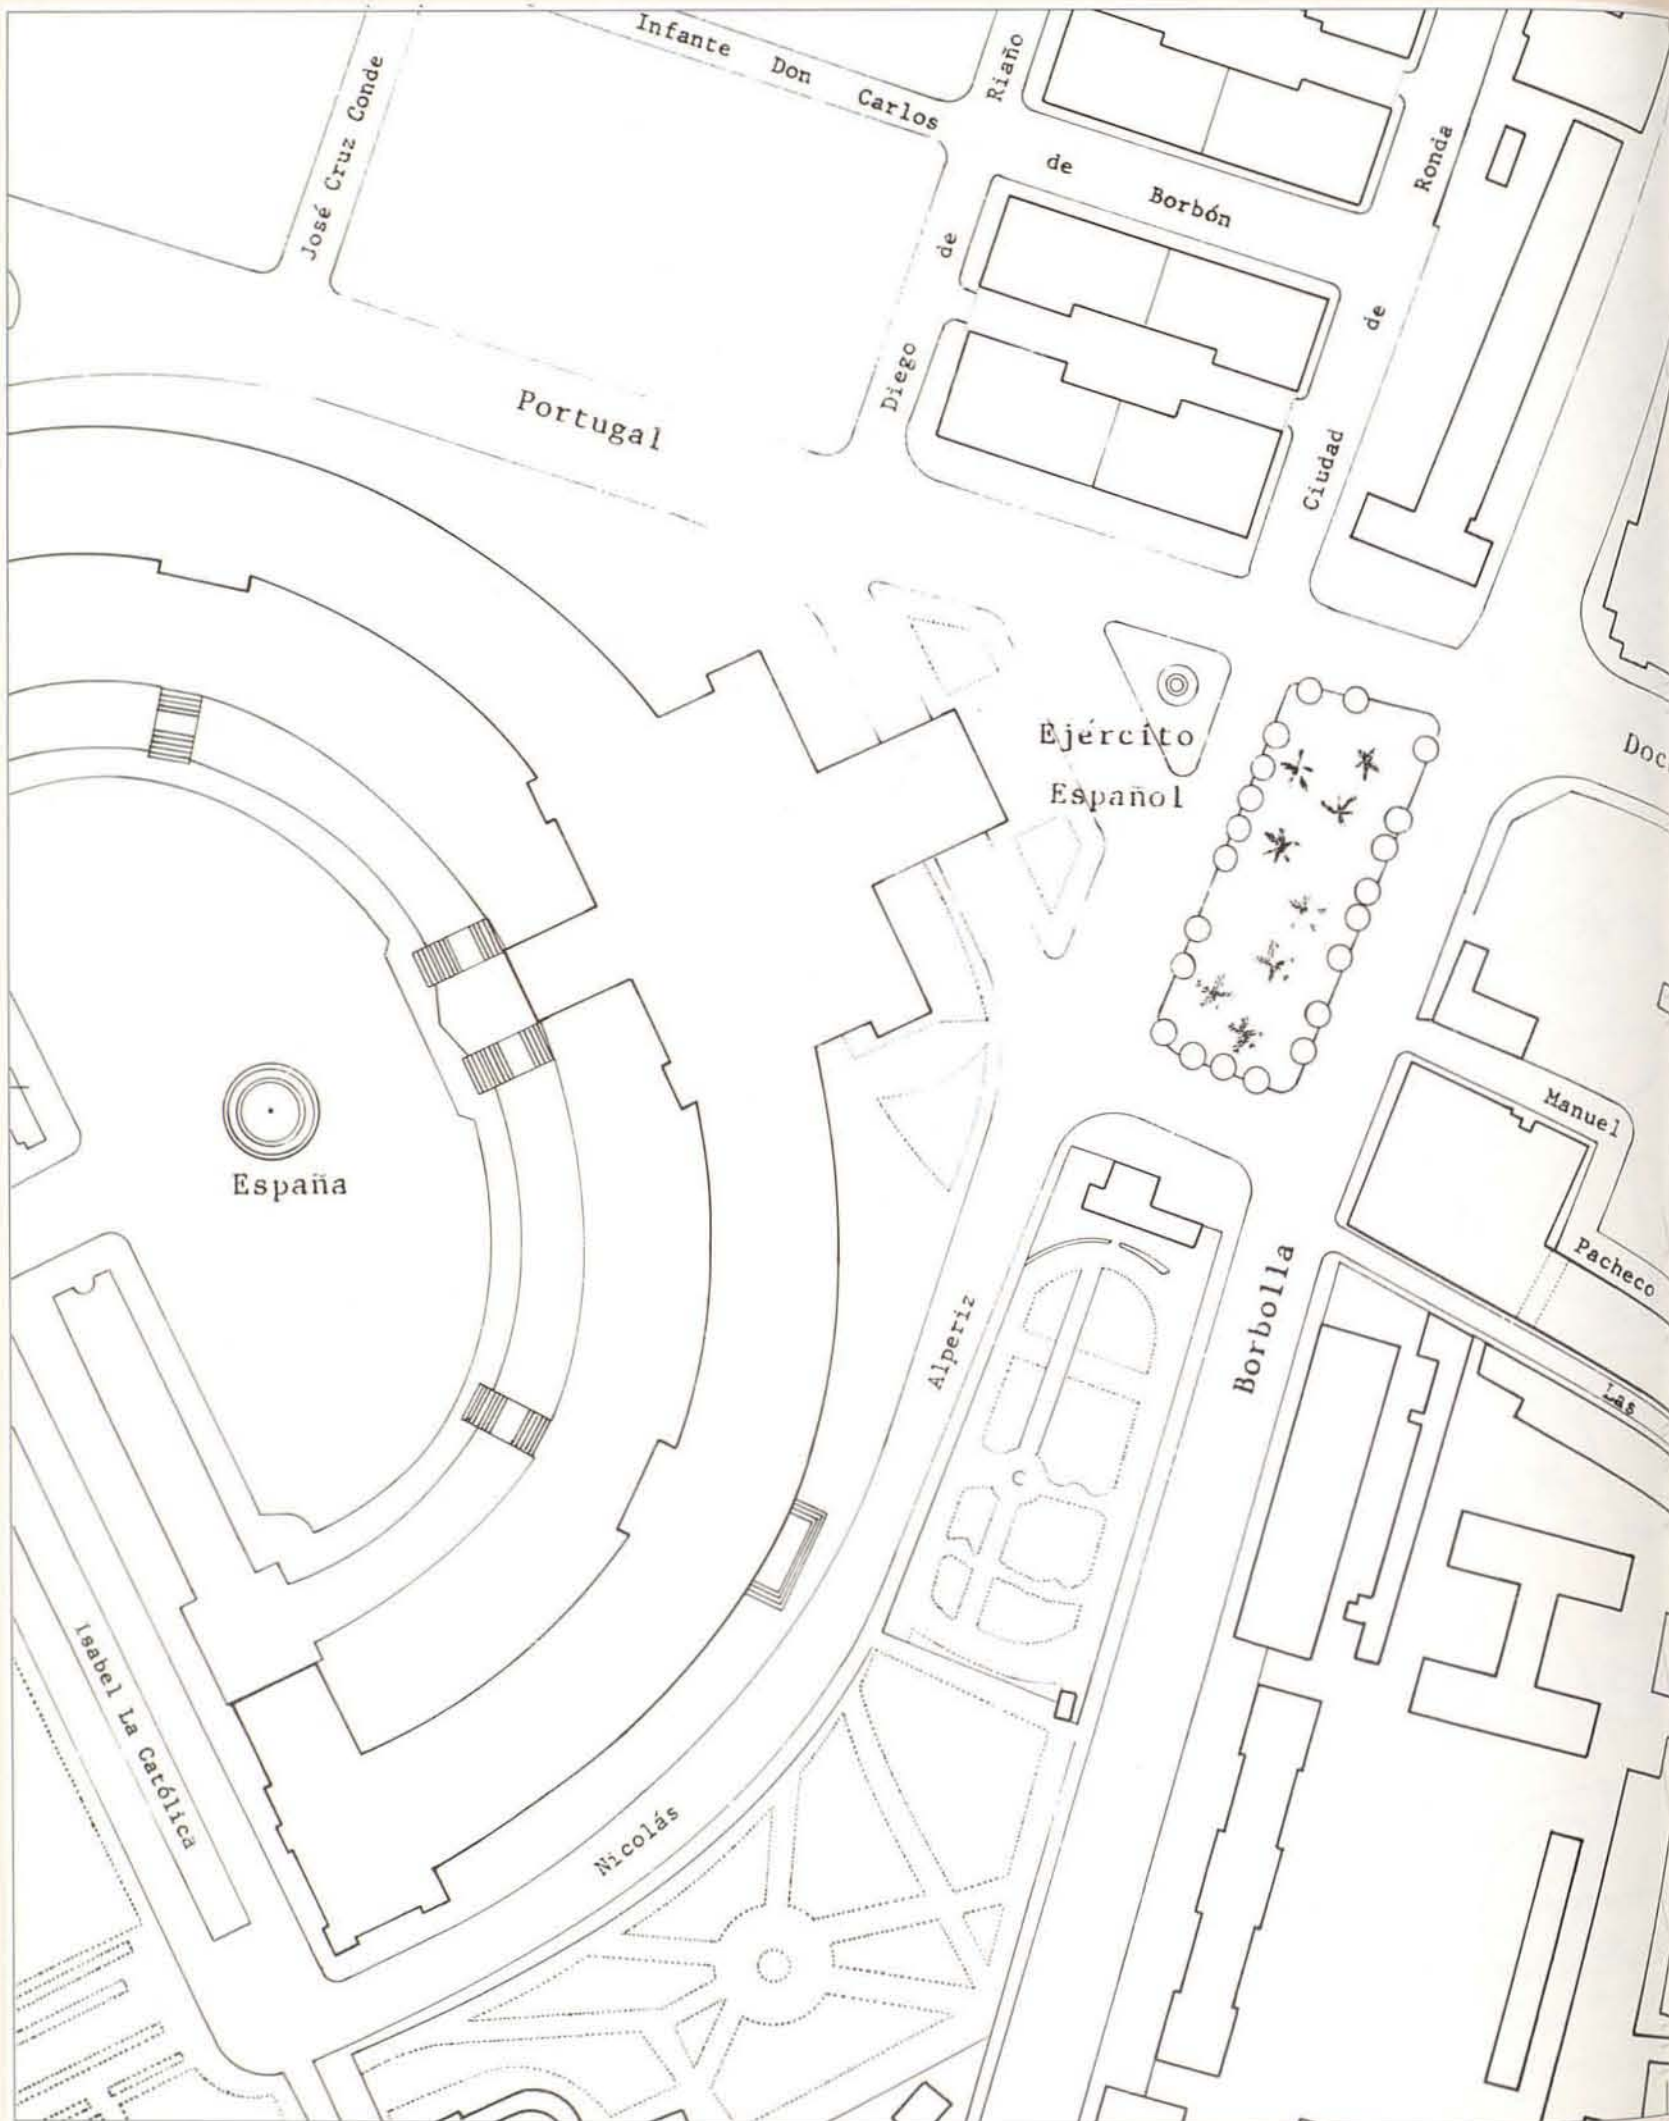 Infante Don Carlos
de Borbón
José Cruz Conde
Diego de Riaño
Ronda
de
Ciudad
Portugal
Ejército
Español
España
Manuel
Pacheco
Las
Borbolla
Nicolás Alperiz
Isabel La Católica